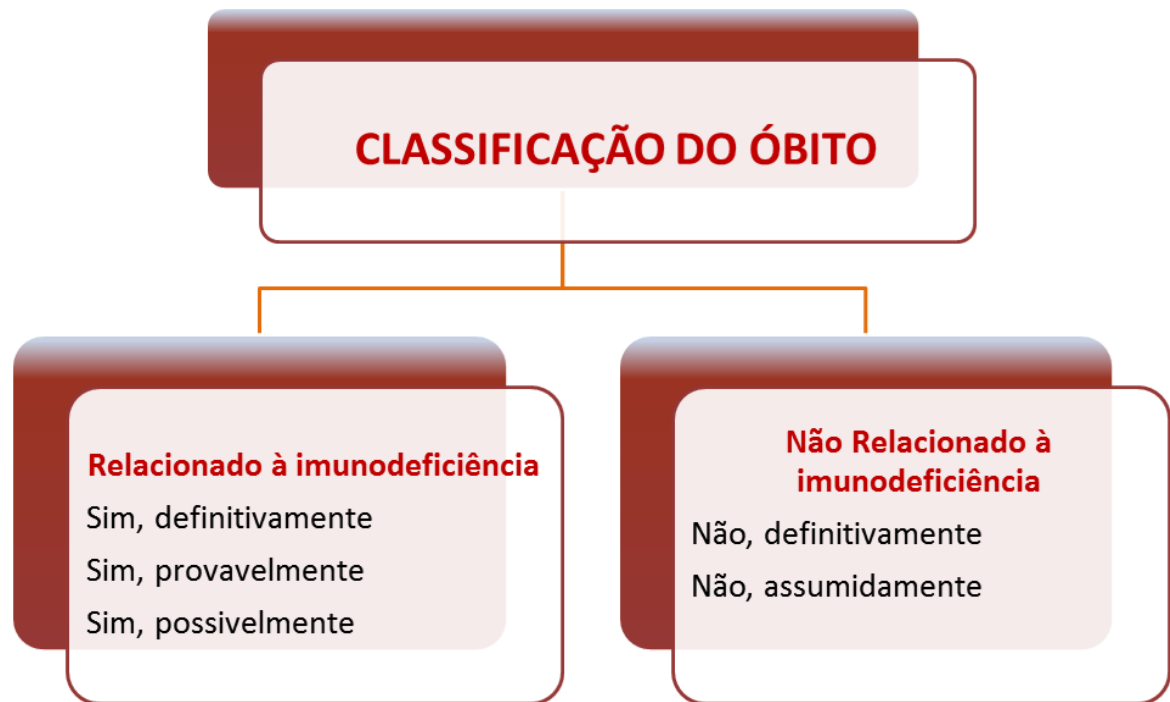 CLASSIFICAÇÃO DO ÓBITO
Relacionado à imunodeficiência
Sim, definitivamente
Sim, provavelmente
Sim, possivelmente
Não Relacionado à
imunodeficiência
Não, definitivamente
Não, assumidamente